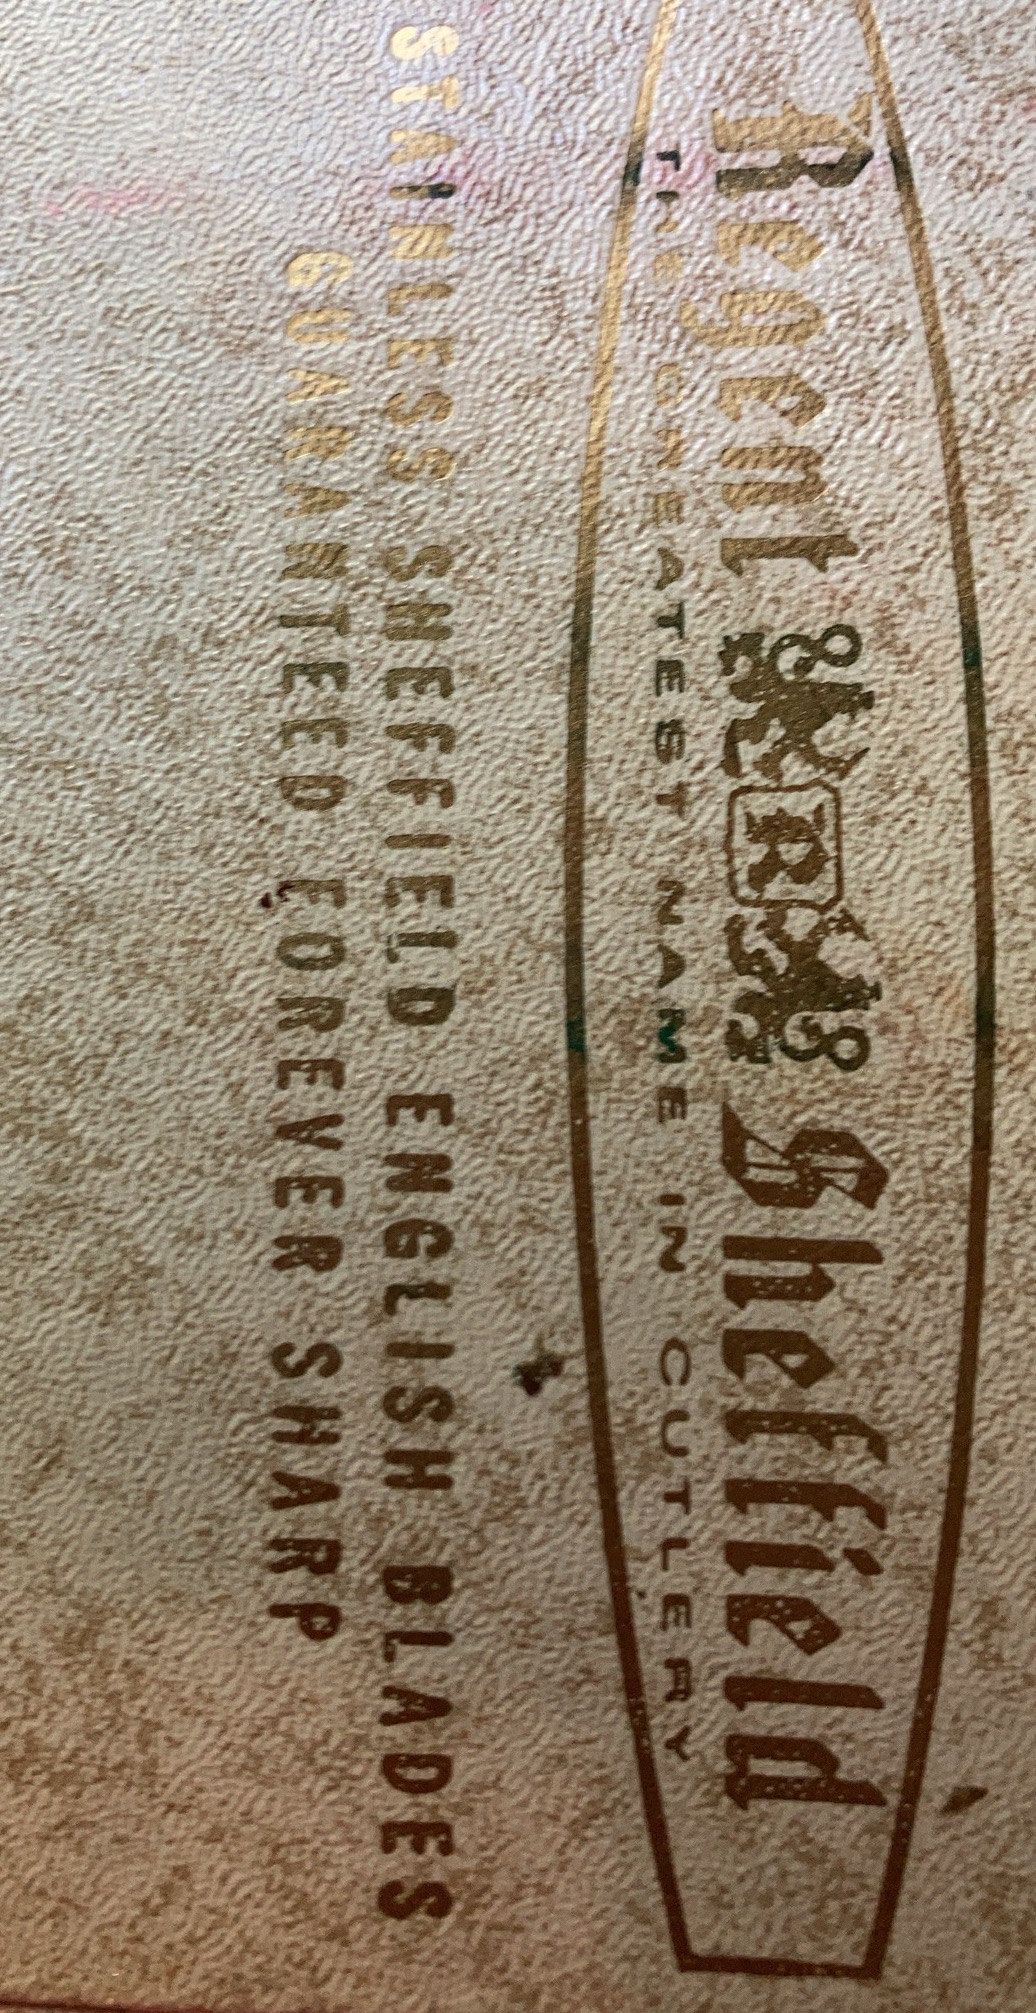 Regent R Sheffield
THE GREATEST NAME IN CUTLERY
STAINLESS SHEFFIELD ENGLISH BLADES
GUARANTEED FOREVER SHARP